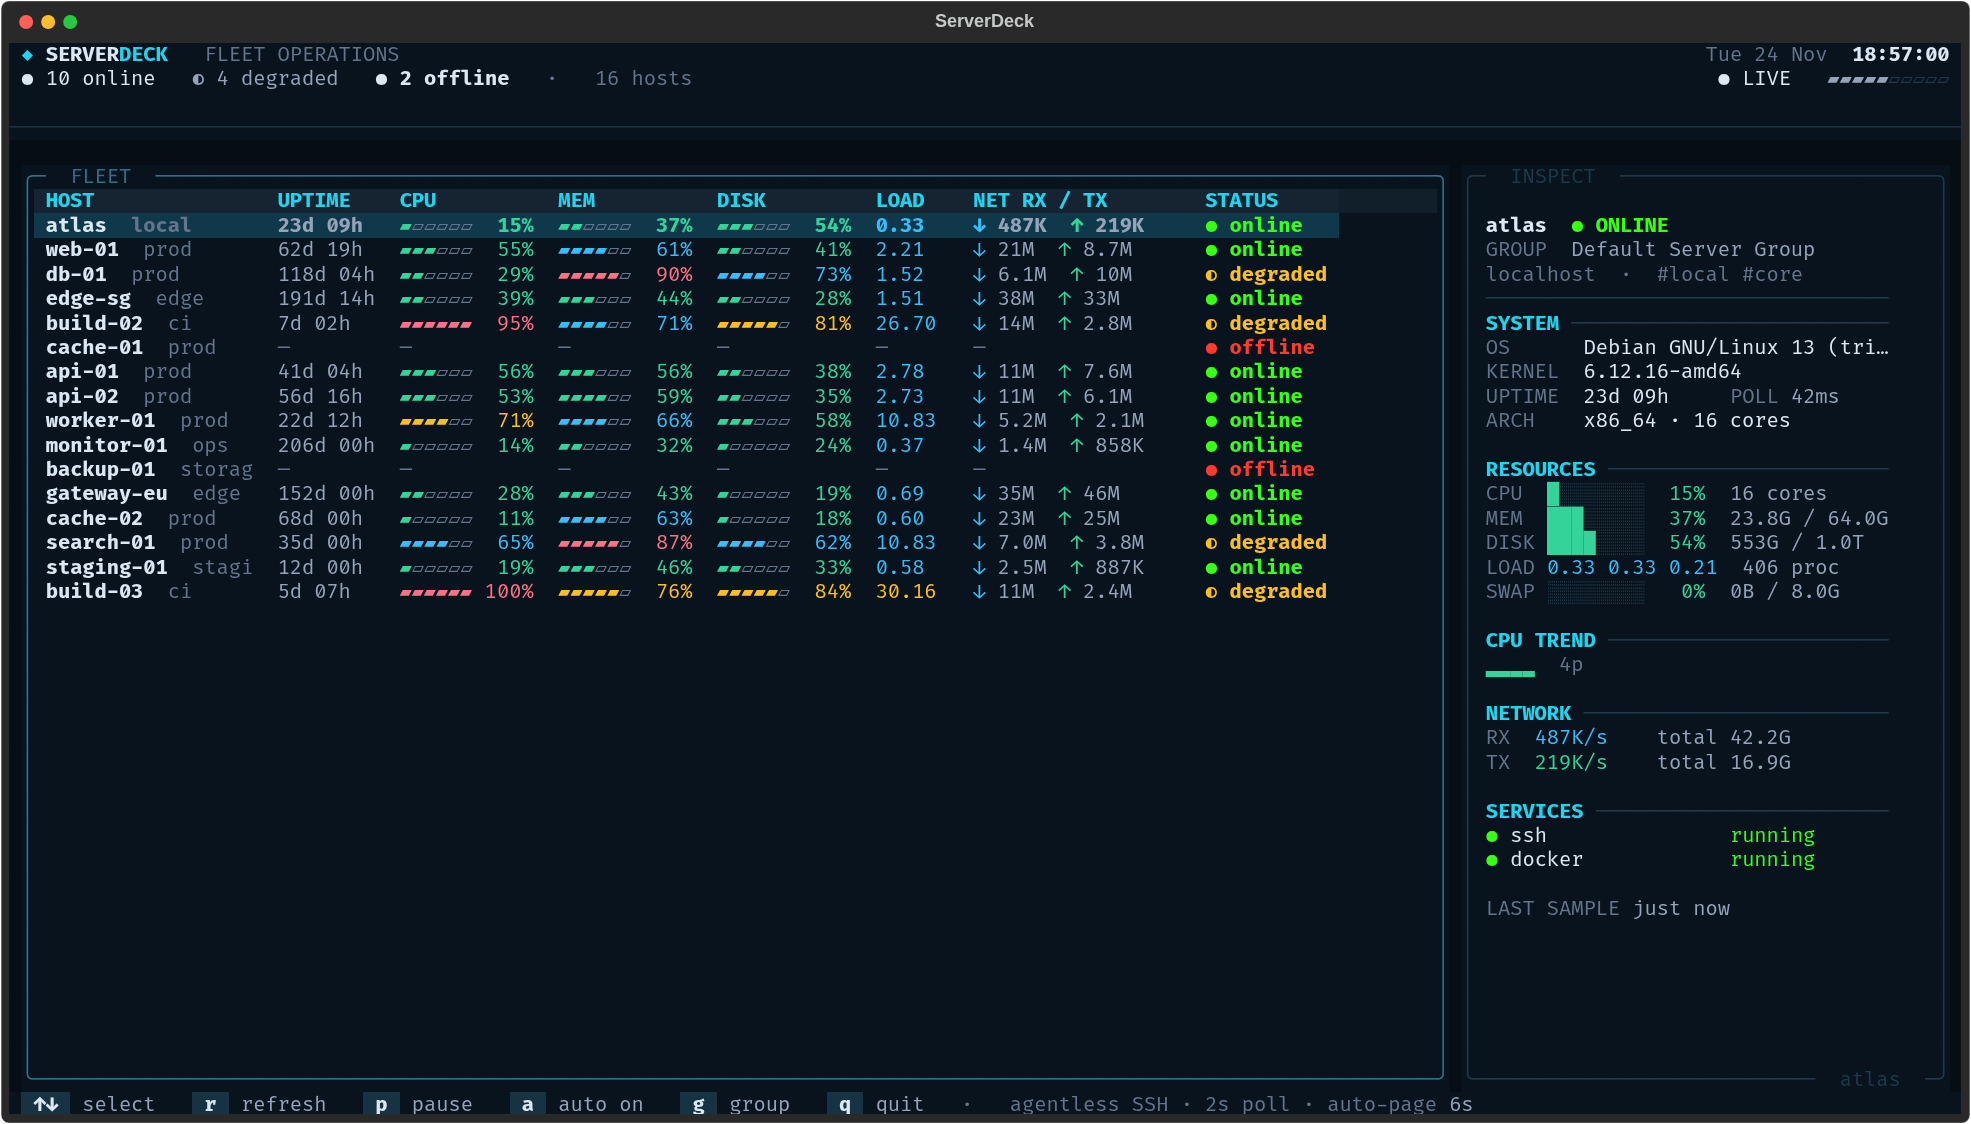 ServerDeck
◆ SERVERDECK FLEET OPERATIONS Tue 24 Nov 18:57:00
● 10 online ◐ 4 degraded ● 2 offline · 16 hosts ● LIVE ▰▰▰▰▰▱▱▱▱▱
FLEET
HOST UPTIME CPU MEM DISK LOAD NET RX / TX STATUS
atlas local 23d 09h 15% 37% 54% 0.33 ↓ 487K ↑ 219K ● online
web-01 prod 62d 19h 55% 61% 41% 2.21 ↓ 21M ↑ 8.7M ● online
db-01 prod 118d 04h 29% 90% 73% 1.52 ↓ 6.1M ↑ 10M ◐ degraded
edge-sg edge 191d 14h 39% 44% 28% 1.51 ↓ 38M ↑ 33M ● online
build-02 ci 7d 02h 95% 71% 81% 26.70 ↓ 14M ↑ 2.8M ◐ degraded
cache-01 prod — — — — — — ● offline
api-01 prod 41d 04h 56% 56% 38% 2.78 ↓ 11M ↑ 7.6M ● online
api-02 prod 56d 16h 53% 59% 35% 2.73 ↓ 11M ↑ 6.1M ● online
worker-01 prod 22d 12h 71% 66% 58% 10.83 ↓ 5.2M ↑ 2.1M ● online
monitor-01 ops 206d 00h 14% 32% 24% 0.37 ↓ 1.4M ↑ 858K ● online
backup-01 storag — — — — — — ● offline
gateway-eu edge 152d 00h 28% 43% 19% 0.69 ↓ 35M ↑ 46M ● online
cache-02 prod 68d 00h 11% 63% 18% 0.60 ↓ 23M ↑ 25M ● online
search-01 prod 35d 00h 65% 87% 62% 10.83 ↓ 7.0M ↑ 3.8M ◐ degraded
staging-01 stagi 12d 00h 19% 46% 33% 0.58 ↓ 2.5M ↑ 887K ● online
build-03 ci 5d 07h 100% 76% 84% 30.16 ↓ 11M ↑ 2.4M ◐ degraded
INSPECT
atlas ● ONLINE
GROUP Default Server Group
localhost · #local #core
SYSTEM
OS Debian GNU/Linux 13 (tri…
KERNEL 6.12.16-amd64
UPTIME 23d 09h POLL 42ms
ARCH x86_64 · 16 cores
RESOURCES
CPU 15% 16 cores
MEM 37% 23.8G / 64.0G
DISK 54% 553G / 1.0T
LOAD 0.33 0.33 0.21 406 proc
SWAP 0% 0B / 8.0G
CPU TREND
4p
NETWORK
RX 487K/s total 42.2G
TX 219K/s total 16.9G
SERVICES
● ssh running
● docker running
LAST SAMPLE just now
atlas
↑↓ select r refresh p pause a auto on g group q quit · agentless SSH · 2s poll · auto-page 6s